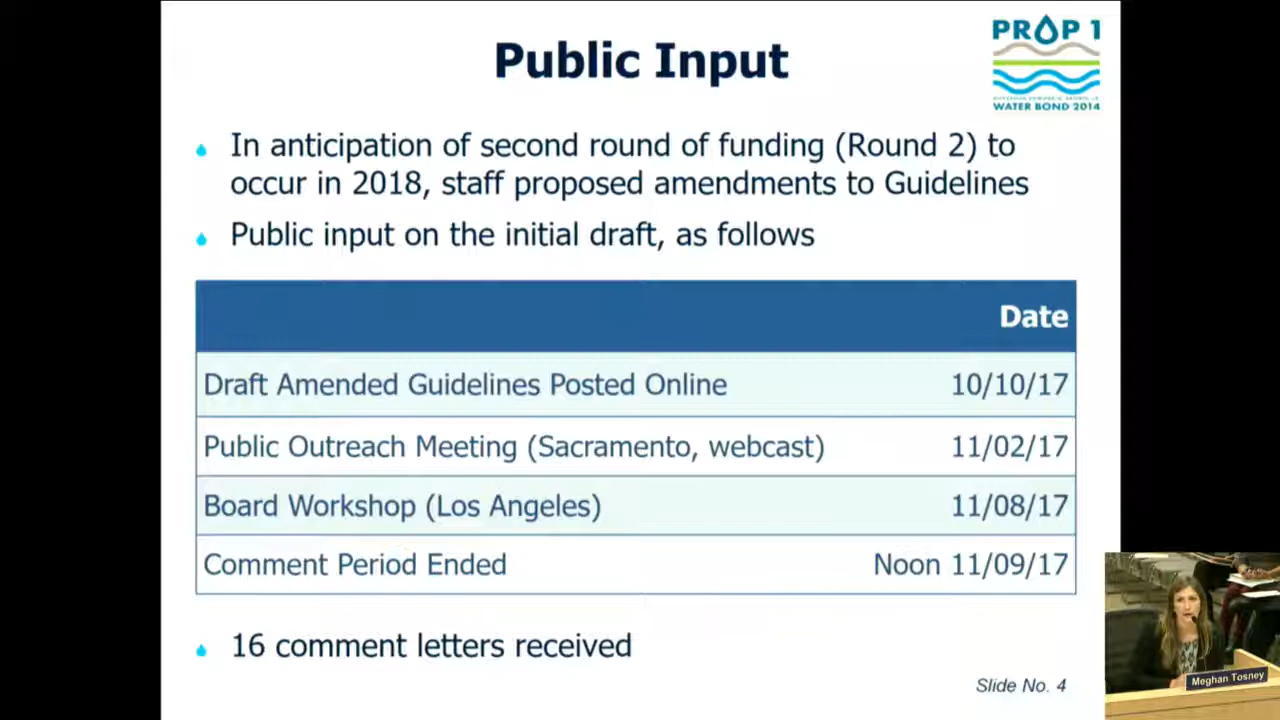 Public Input
PROP 1
WATER BOND 2014
In anticipation of second round of funding (Round 2) to
occur in 2018, staff proposed amendments to Guidelines
Public input on the initial draft, as follows
Date
Draft Amended Guidelines Posted Online 10/10/17
Public Outreach Meeting (Sacramento, webcast) 11/02/17
Board Workshop (Los Angeles) 11/08/17
Comment Period Ended Noon 11/09/17
16 comment letters received
Slide No. 4
Meghan Tosney